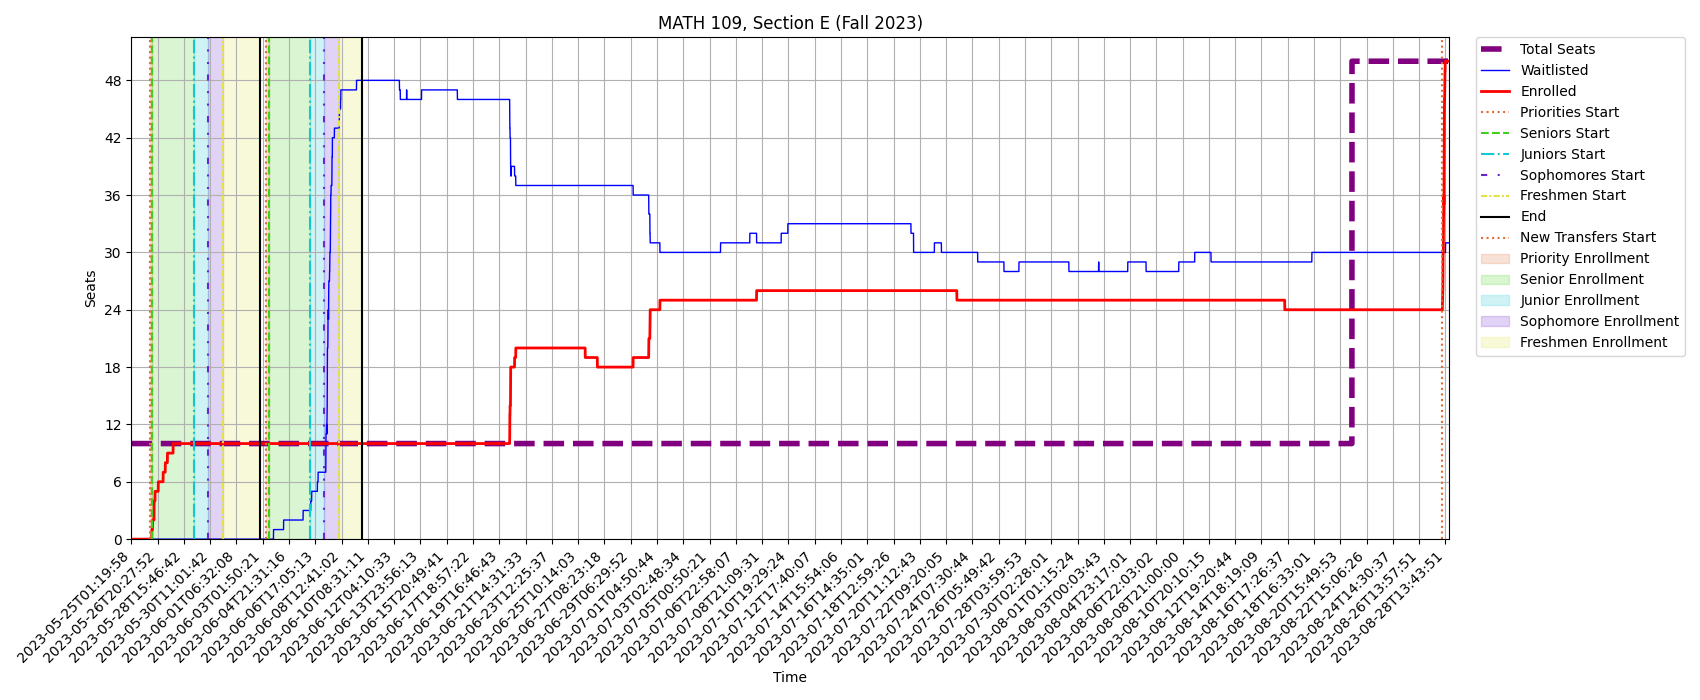 MATH 109, Section E (Fall 2023)
Seats
48
42
36
30
24
18
12
6
0
2023-05-25T01:19:58
2023-05-26T20:27:52
2023-05-28T15:46:42
2023-05-30T11:01:42
2023-06-01T06:32:08
2023-06-03T01:50:21
2023-06-04T21:31:16
2023-06-06T17:05:13
2023-06-08T12:41:02
2023-06-10T08:31:11
2023-06-12T04:10:33
2023-06-13T23:56:13
2023-06-15T20:49:41
2023-06-17T18:57:22
2023-06-19T16:46:43
2023-06-21T14:31:33
2023-06-23T12:25:37
2023-06-25T10:14:03
2023-06-27T08:23:18
2023-06-29T06:29:52
2023-07-01T04:50:44
2023-07-03T02:48:34
2023-07-05T00:50:21
2023-07-06T22:58:07
2023-07-08T21:09:31
2023-07-10T19:29:24
2023-07-12T17:40:07
2023-07-14T15:54:06
2023-07-16T14:35:01
2023-07-18T12:59:26
2023-07-20T11:12:43
2023-07-22T09:20:05
2023-07-24T07:30:44
2023-07-26T05:49:42
2023-07-28T03:59:53
2023-07-30T02:28:01
2023-08-01T01:15:24
2023-08-03T00:03:43
2023-08-04T23:17:01
2023-08-06T22:03:02
2023-08-08T21:00:00
2023-08-10T20:10:15
2023-08-12T19:20:44
2023-08-14T18:19:09
2023-08-16T17:26:37
2023-08-18T16:33:01
2023-08-20T15:49:53
2023-08-22T15:06:26
2023-08-24T14:30:37
2023-08-26T13:57:51
2023-08-28T13:43:51
Time
Total Seats
Waitlisted
Enrolled
Priorities Start
Seniors Start
Juniors Start
Sophomores Start
Freshmen Start
End
New Transfers Start
Priority Enrollment
Senior Enrollment
Junior Enrollment
Sophomore Enrollment
Freshmen Enrollment